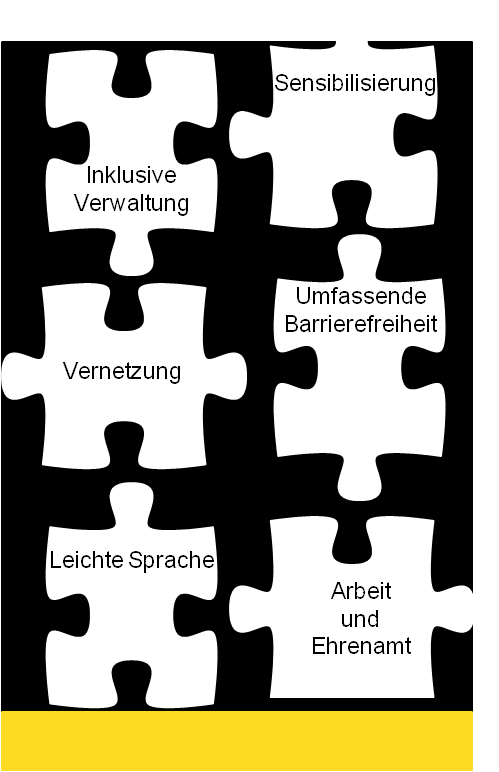 Sensibilisierung
Inklusive
Verwaltung
Umfassende
Barrierefreiheit
Vernetzung
Leichte Sprache
Arbeit
und
Ehrenamt